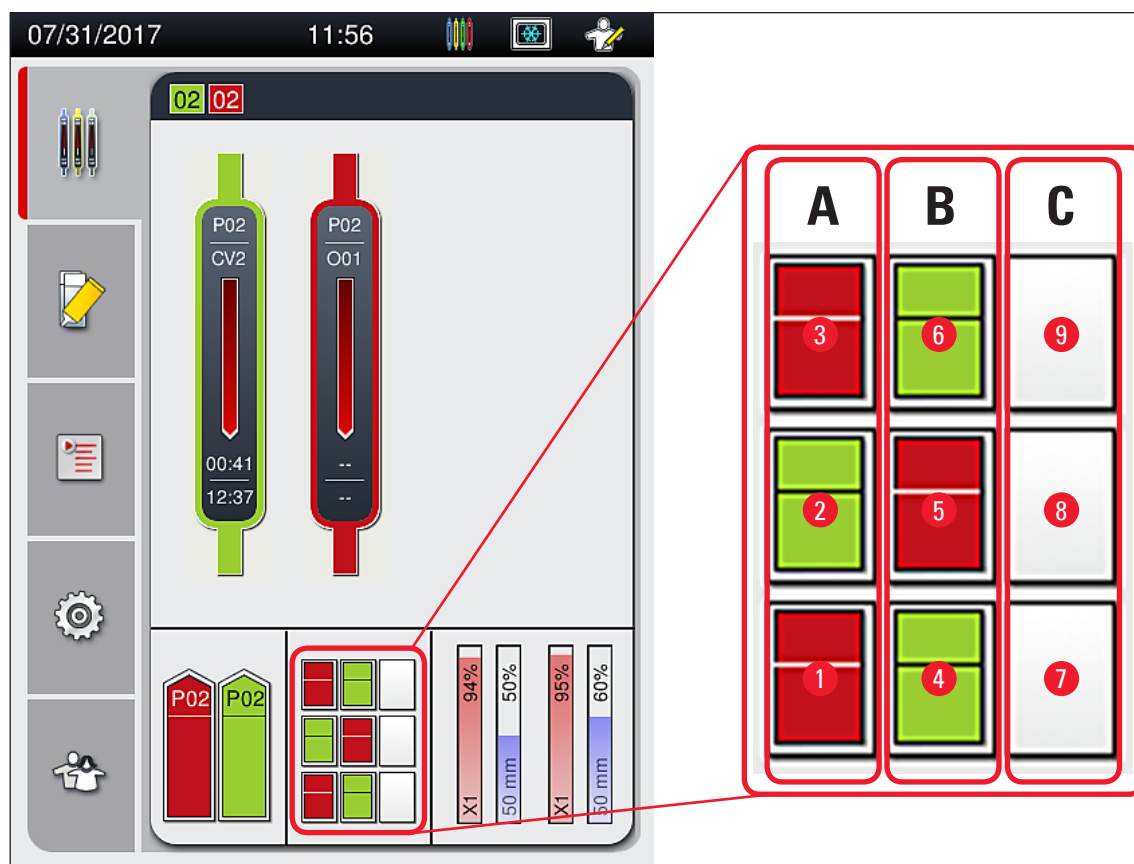 07/31/2017 11:56
02 02
P02 P02
CV2 O01
00:41 --
12:37 --
P02 P02
X1 94%
50 mm 50%
X1 95%
50 mm 60%
A B C
3 6 9
2 5 8
1 4 7